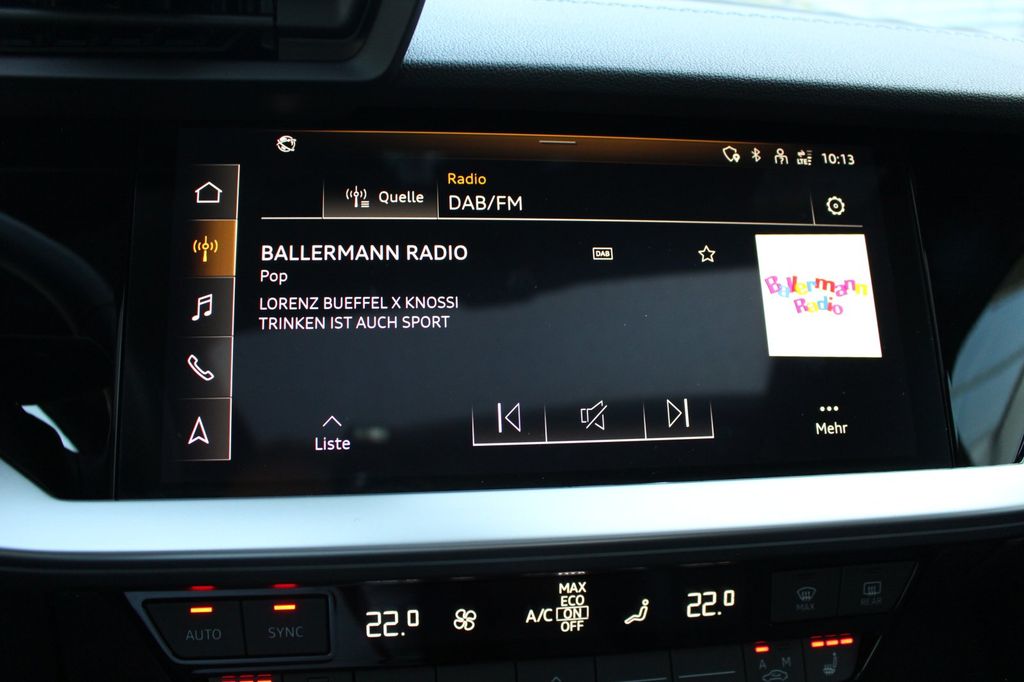 LTE
10:13
Radio
Quelle
DAB/FM
BALLERMANN RADIO
DAB
Pop
Ballermann
Radio
LORENZ BUEFFEL X KNOSSI
TRINKEN IST AUCH SPORT
Liste
Mehr
AUTO
SYNC
22.0
MAX
ECO
A/C ON
OFF
22.0
MAX
REAR
A M